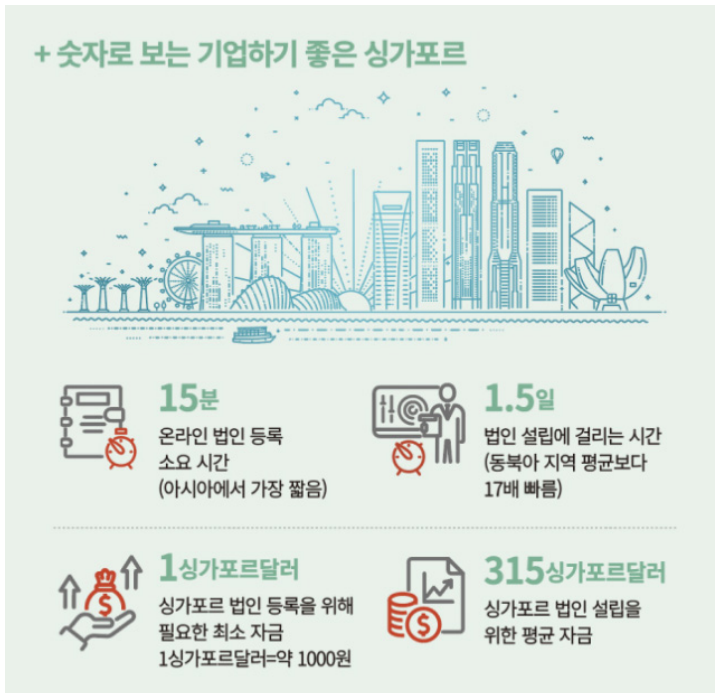 + 숫자로 보는 기업하기 좋은 싱가포르
15분
온라인 법인 등록
소요 시간
(아시아에서 가장 짧음)
1.5일
법인 설립에 걸리는 시간
(동북아 지역 평균보다
17배 빠름)
1싱가포르달러
싱가포르 법인 등록을 위해
필요한 최소 자금
1싱가포르달러=약 1000원
315싱가포르달러
싱가포르 법인 설립을
위한 평균 자금